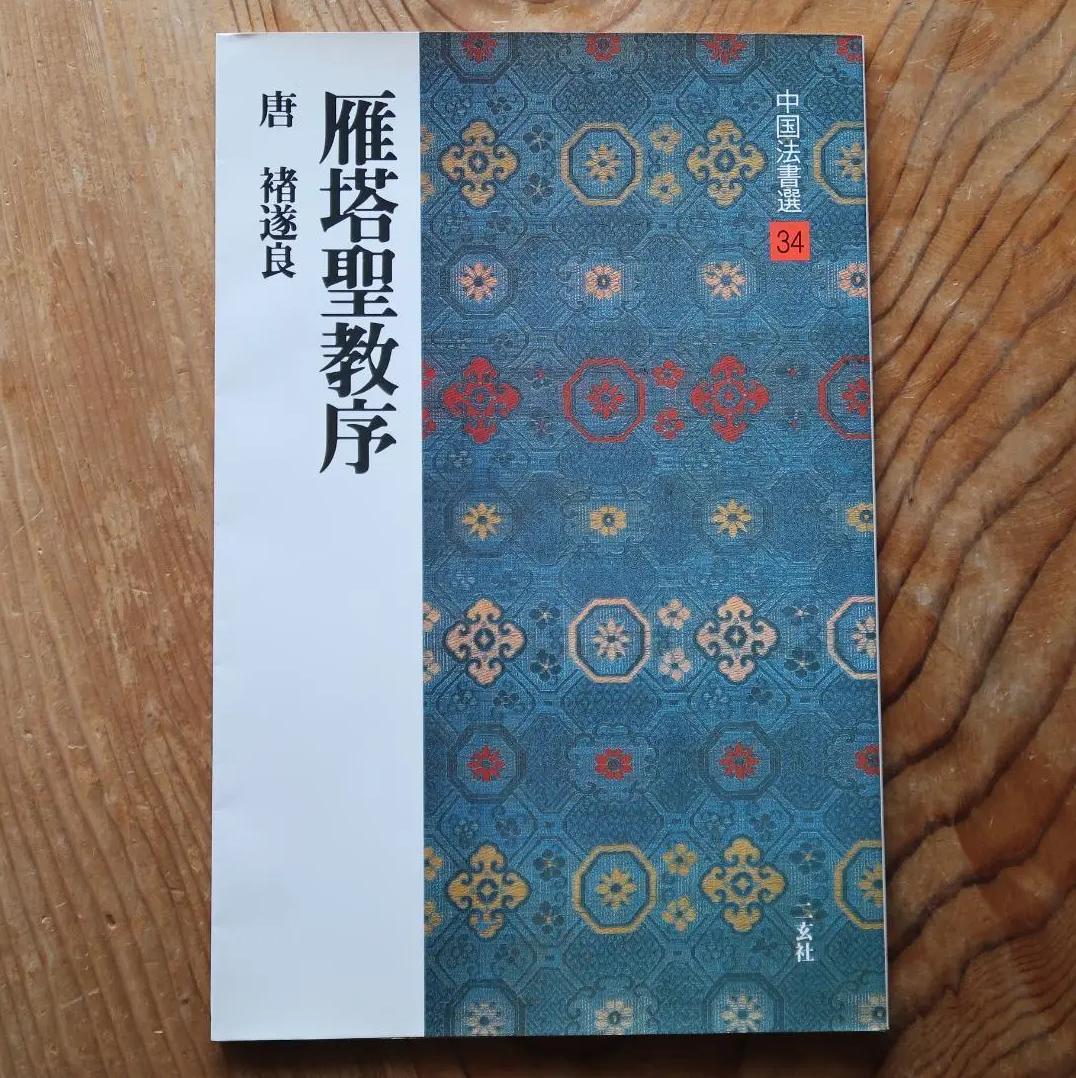 中国法書選
34
雁塔聖教序
唐 褚遂良
二玄社